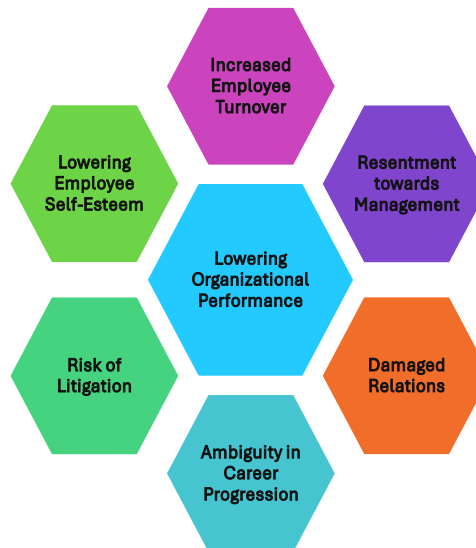 Increased
Employee
Turnover
Lowering
Employee
Self-Esteem
Resentment
towards
Management
Lowering
Organizational
Performance
Risk of
Litigation
Damaged
Relations
Ambiguity in
Career
Progression